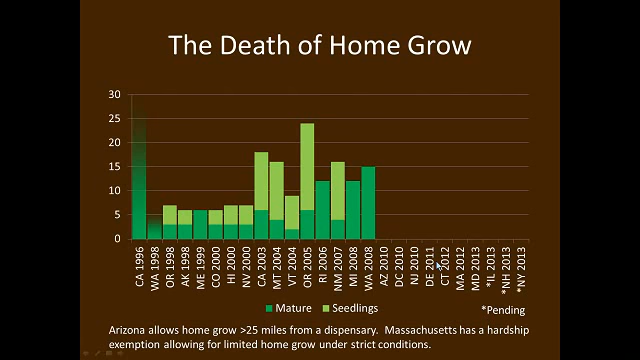 The Death of Home Grow
30
25
20
15
10
5
0
CA 1996
WA 1998
OR 1998
AK 1998
ME 1999
CO 2000
HI 2000
NV 2000
CA 2003
MT 2004
VT 2004
OR 2005
RI 2006
NM 2007
MI 2008
WA 2008
AZ 2010
DC 2010
NJ 2010
DE 2011
CT 2012
MA 2012
MD 2013
*IL 2013
*NH 2013
*NY 2013
Mature Seedlings
*Pending
Arizona allows home grow >25 miles from a dispensary. Massachusetts has a hardship
exemption allowing for limited home grow under strict conditions.